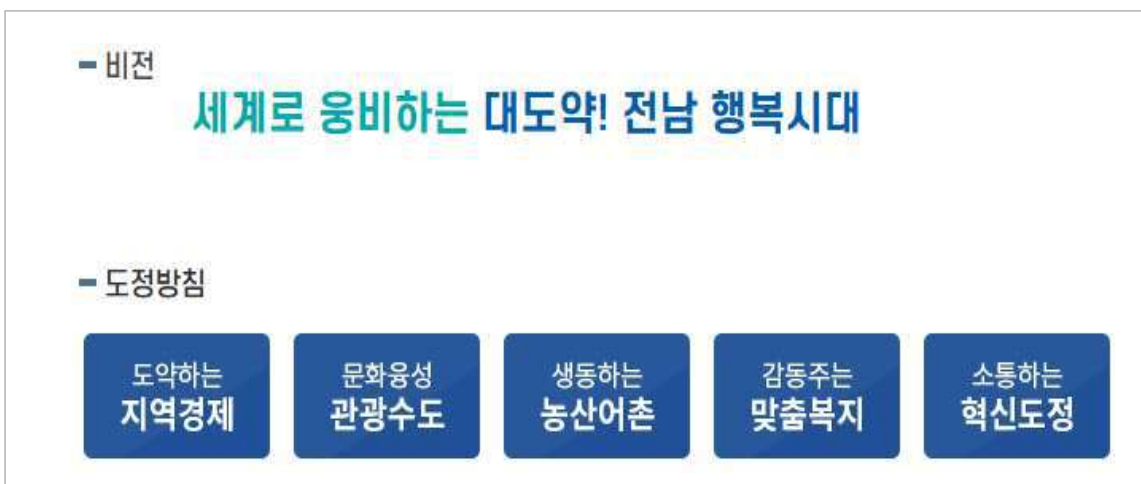 - 비전
세계로 웅비하는 대도약! 전남 행복시대
- 도정방침
도약하는
지역경제
문화융성
관광수도
생동하는
농산어촌
감동주는
맞춤복지
소통하는
혁신도정